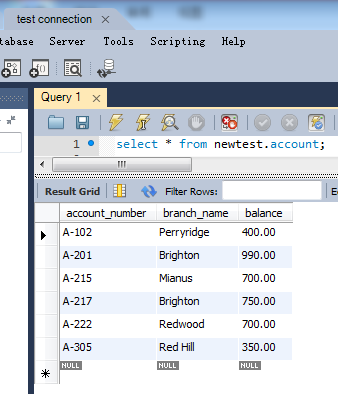 test connection
tabase Server Tools Scripting Help
Query 1
1 select * from newtest.account;
Result Grid Filter Rows:
account_number branch_name balance
A-102 Perryridge 400.00
A-201 Brighton 990.00
A-215 Mianus 700.00
A-217 Brighton 750.00
A-222 Redwood 700.00
A-305 Red Hill 350.00
NULL NULL NULL